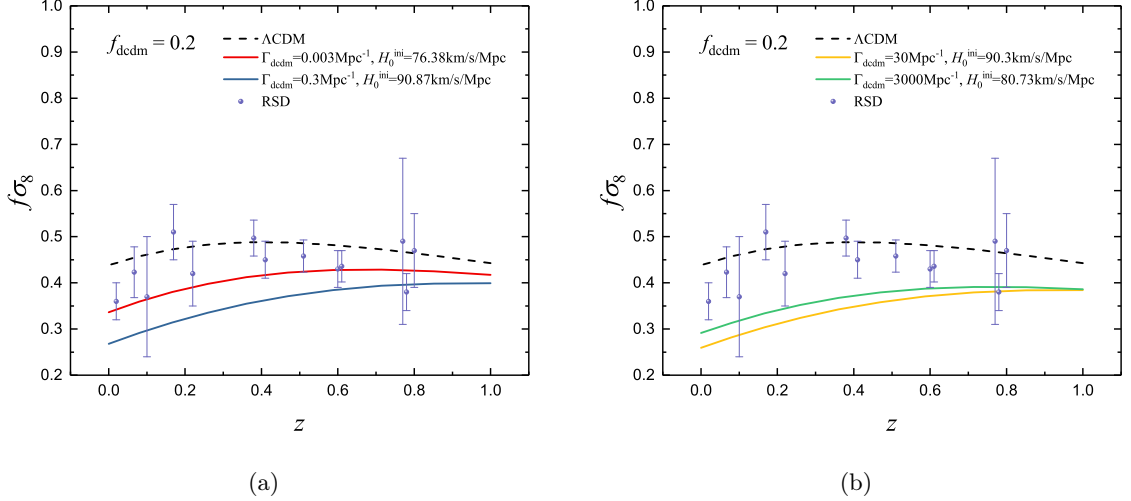 f_dcdm = 0.2
ΛCDM
Γ_dcdm=0.003Mpc⁻¹, H₀^ini=76.38km/s/Mpc
Γ_dcdm=0.3Mpc⁻¹, H₀^ini=90.87km/s/Mpc
RSD
1.0
0.9
0.8
0.7
0.6
0.5
0.4
0.3
0.2
fσ₈
0.0 0.2 0.4 0.6 0.8 1.0
z
(a)
f_dcdm = 0.2
ΛCDM
Γ_dcdm=30Mpc⁻¹, H₀^ini=90.3km/s/Mpc
Γ_dcdm=3000Mpc⁻¹, H₀^ini=80.73km/s/Mpc
RSD
1.0
0.9
0.8
0.7
0.6
0.5
0.4
0.3
0.2
fσ₈
0.0 0.2 0.4 0.6 0.8 1.0
z
(b)